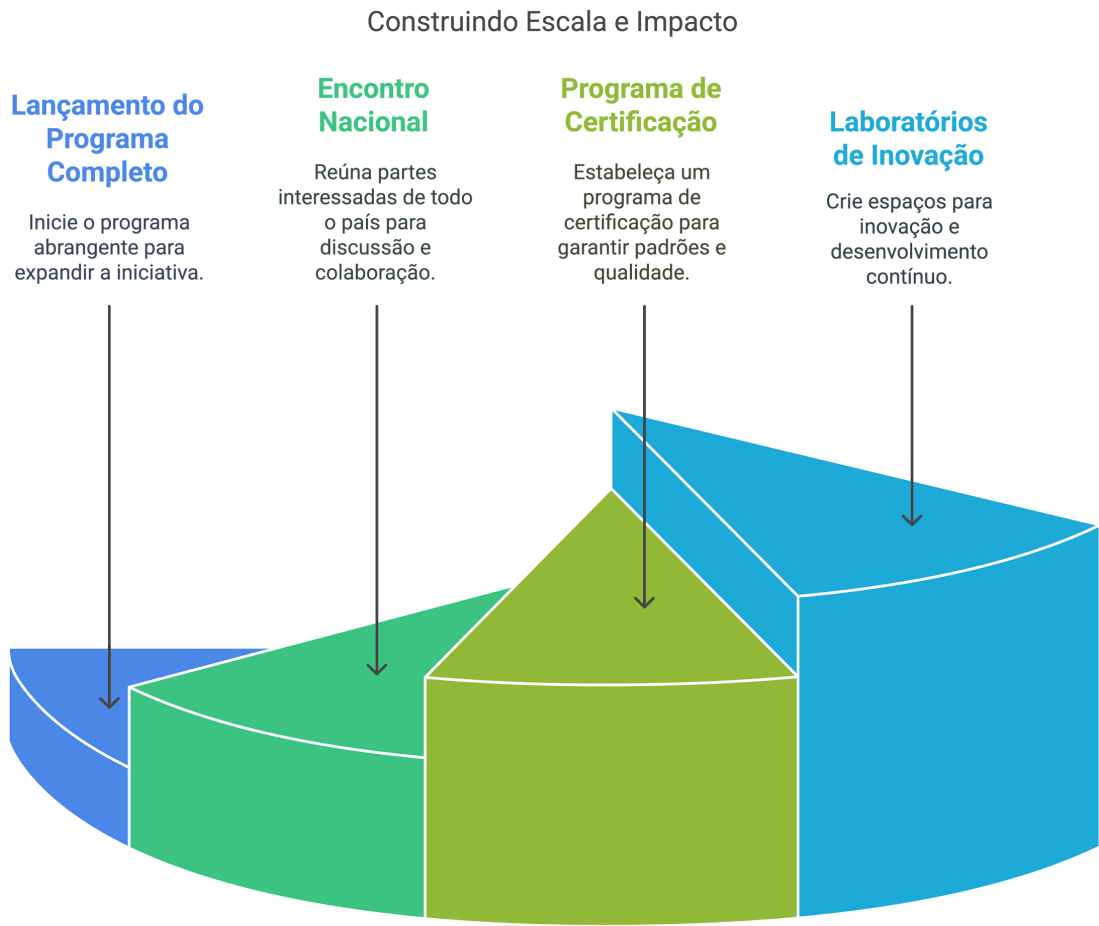 Construindo Escala e Impacto
Lançamento do
Programa
Completo
Inicie o programa
abrangente para
expandir a iniciativa.
Encontro
Nacional
Reúna partes
interessadas de todo
o país para
discussão e
colaboração.
Programa de
Certificação
Estabeleça um
programa de
certificação para
garantir padrões e
qualidade.
Laboratórios
de Inovação
Crie espaços para
inovação e
desenvolvimento
contínuo.